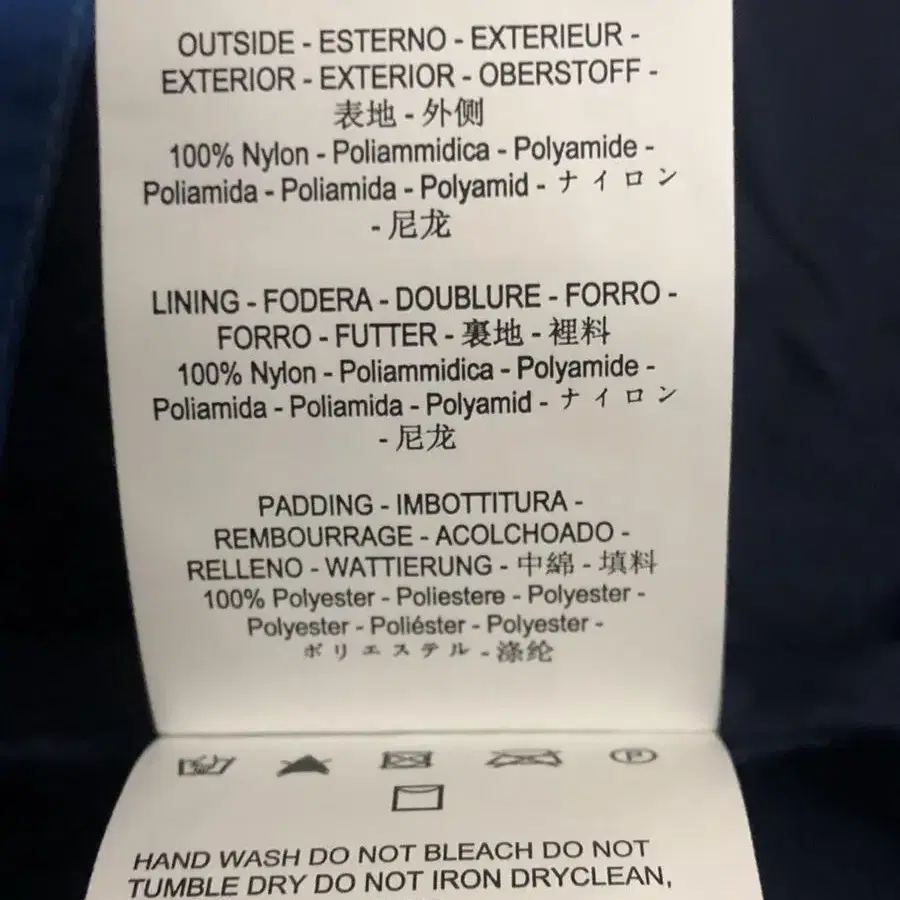 OUTSIDE - ESTERNO - EXTERIEUR -
EXTERIOR - EXTERIOR - OBERSTOFF -
表地 - 外侧
100% Nylon - Poliammidica - Polyamide -
Poliamida - Poliamida - Polyamid - ナイロン
- 尼龙
LINING - FODERA - DOUBLURE - FORRO -
FORRO - FUTTER - 裏地 - 裡料
100% Nylon - Poliammidica - Polyamide -
Poliamida - Poliamida - Polyamid - ナイロン
- 尼龙
PADDING - IMBOTTITURA -
REMBOURRAGE - ACOLCHOADO -
RELLENO - WATTIERUNG - 中綿 - 填料
100% Polyester - Poliestere - Polyester -
Polyester - Poliéster - Polyester -
ポリエステル - 涤纶
P
HAND WASH DO NOT BLEACH DO NOT
TUMBLE DRY DO NOT IRON DRYCLEAN,